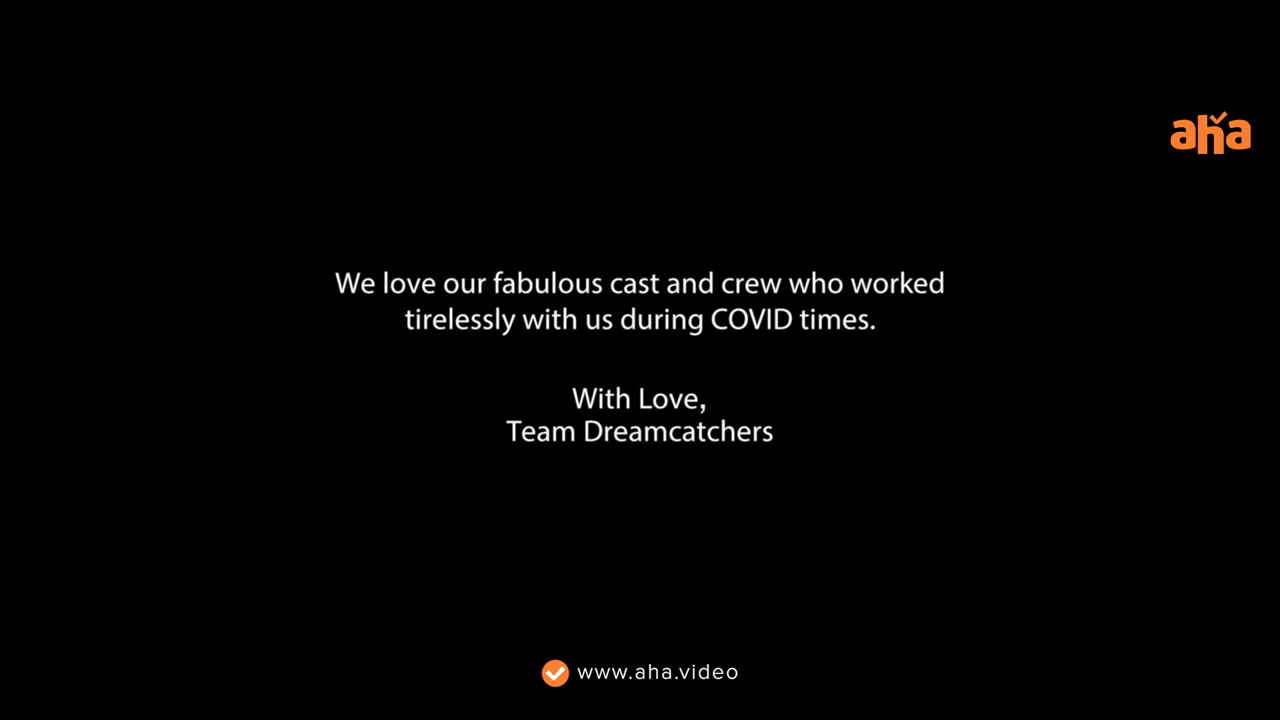 aha
We love our fabulous cast and crew who worked
tirelessly with us during COVID times.
With Love,
Team Dreamcatchers
www.aha.video